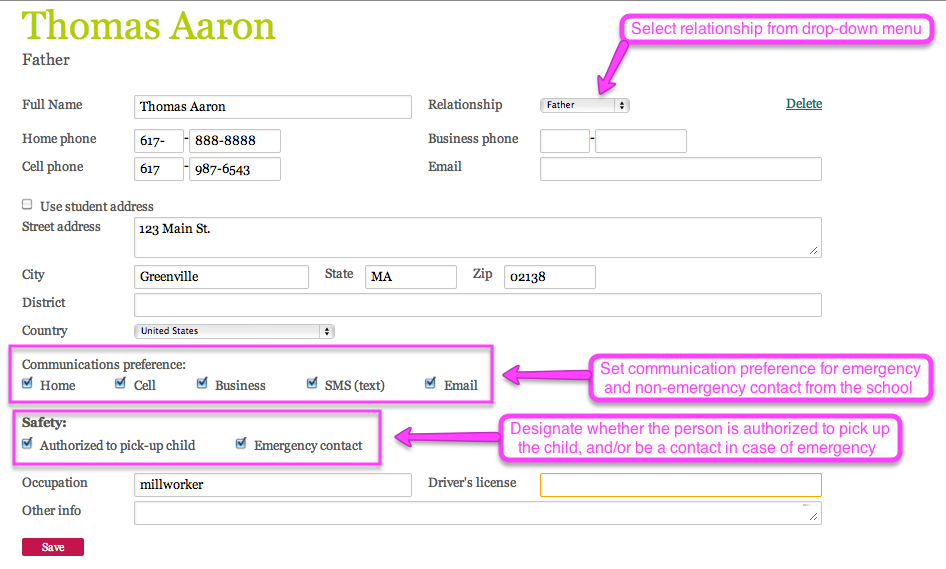 Thomas Aaron
Select relationship from drop-down menu
Father
Full Name Thomas Aaron Relationship Father Delete
Home phone 617- - 888-8888 Business phone -
Cell phone 617 - 987-6543 Email
Use student address
Street address 123 Main St.
City Greenville State MA Zip 02138
District
Country United States
Communications preference:
Home Cell Business SMS (text) Email
Set communication preference for emergency
and non-emergency contact from the school
Safety:
Authorized to pick-up child Emergency contact
Designate whether the person is authorized to pick up
the child, and/or be a contact in case of emergency
Occupation millworker Driver's license
Other info
Save